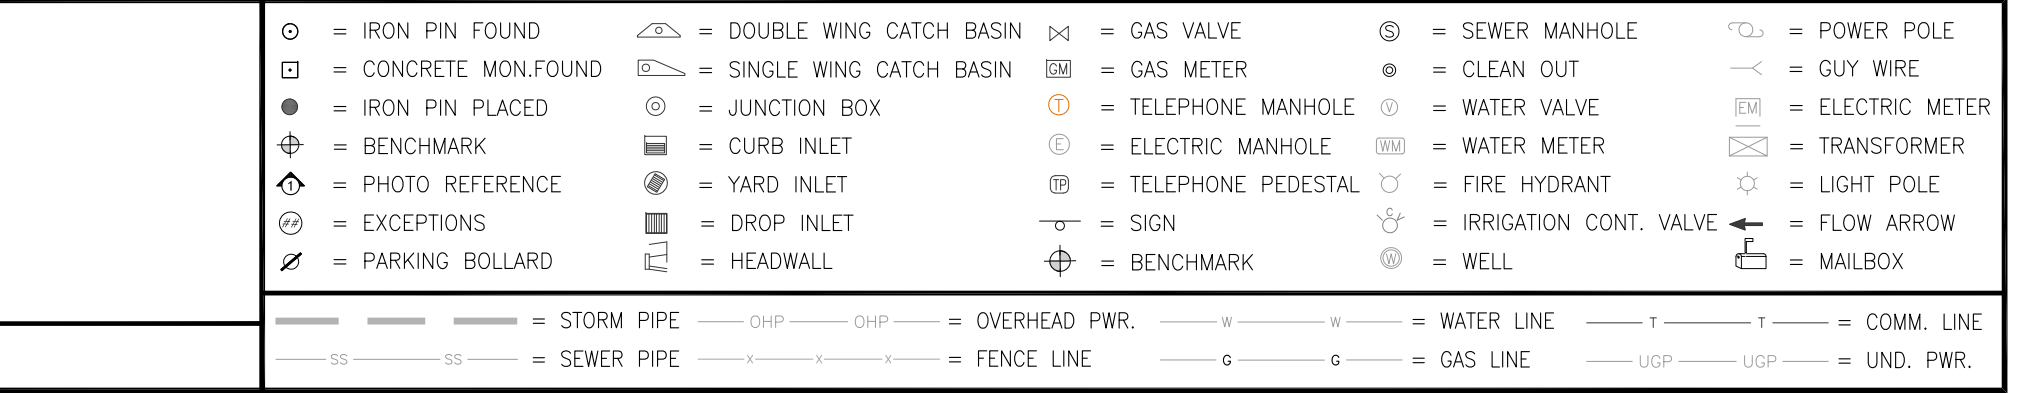 = IRON PIN FOUND = DOUBLE WING CATCH BASIN = GAS VALVE S = SEWER MANHOLE = POWER POLE
= CONCRETE MON.FOUND = SINGLE WING CATCH BASIN GM = GAS METER = CLEAN OUT = GUY WIRE
= IRON PIN PLACED = JUNCTION BOX T = TELEPHONE MANHOLE V = WATER VALVE EM = ELECTRIC METER
= BENCHMARK = CURB INLET E = ELECTRIC MANHOLE WM = WATER METER = TRANSFORMER
1 = PHOTO REFERENCE = YARD INLET TP = TELEPHONE PEDESTAL = FIRE HYDRANT = LIGHT POLE
## = EXCEPTIONS = DROP INLET = SIGN C = IRRIGATION CONT. VALVE = FLOW ARROW
= PARKING BOLLARD = HEADWALL = BENCHMARK W = WELL = MAILBOX
= STORM PIPE OHP OHP = OVERHEAD PWR. W W = WATER LINE T T = COMM. LINE
SS SS = SEWER PIPE X X X = FENCE LINE G G = GAS LINE UGP UGP = UND. PWR.